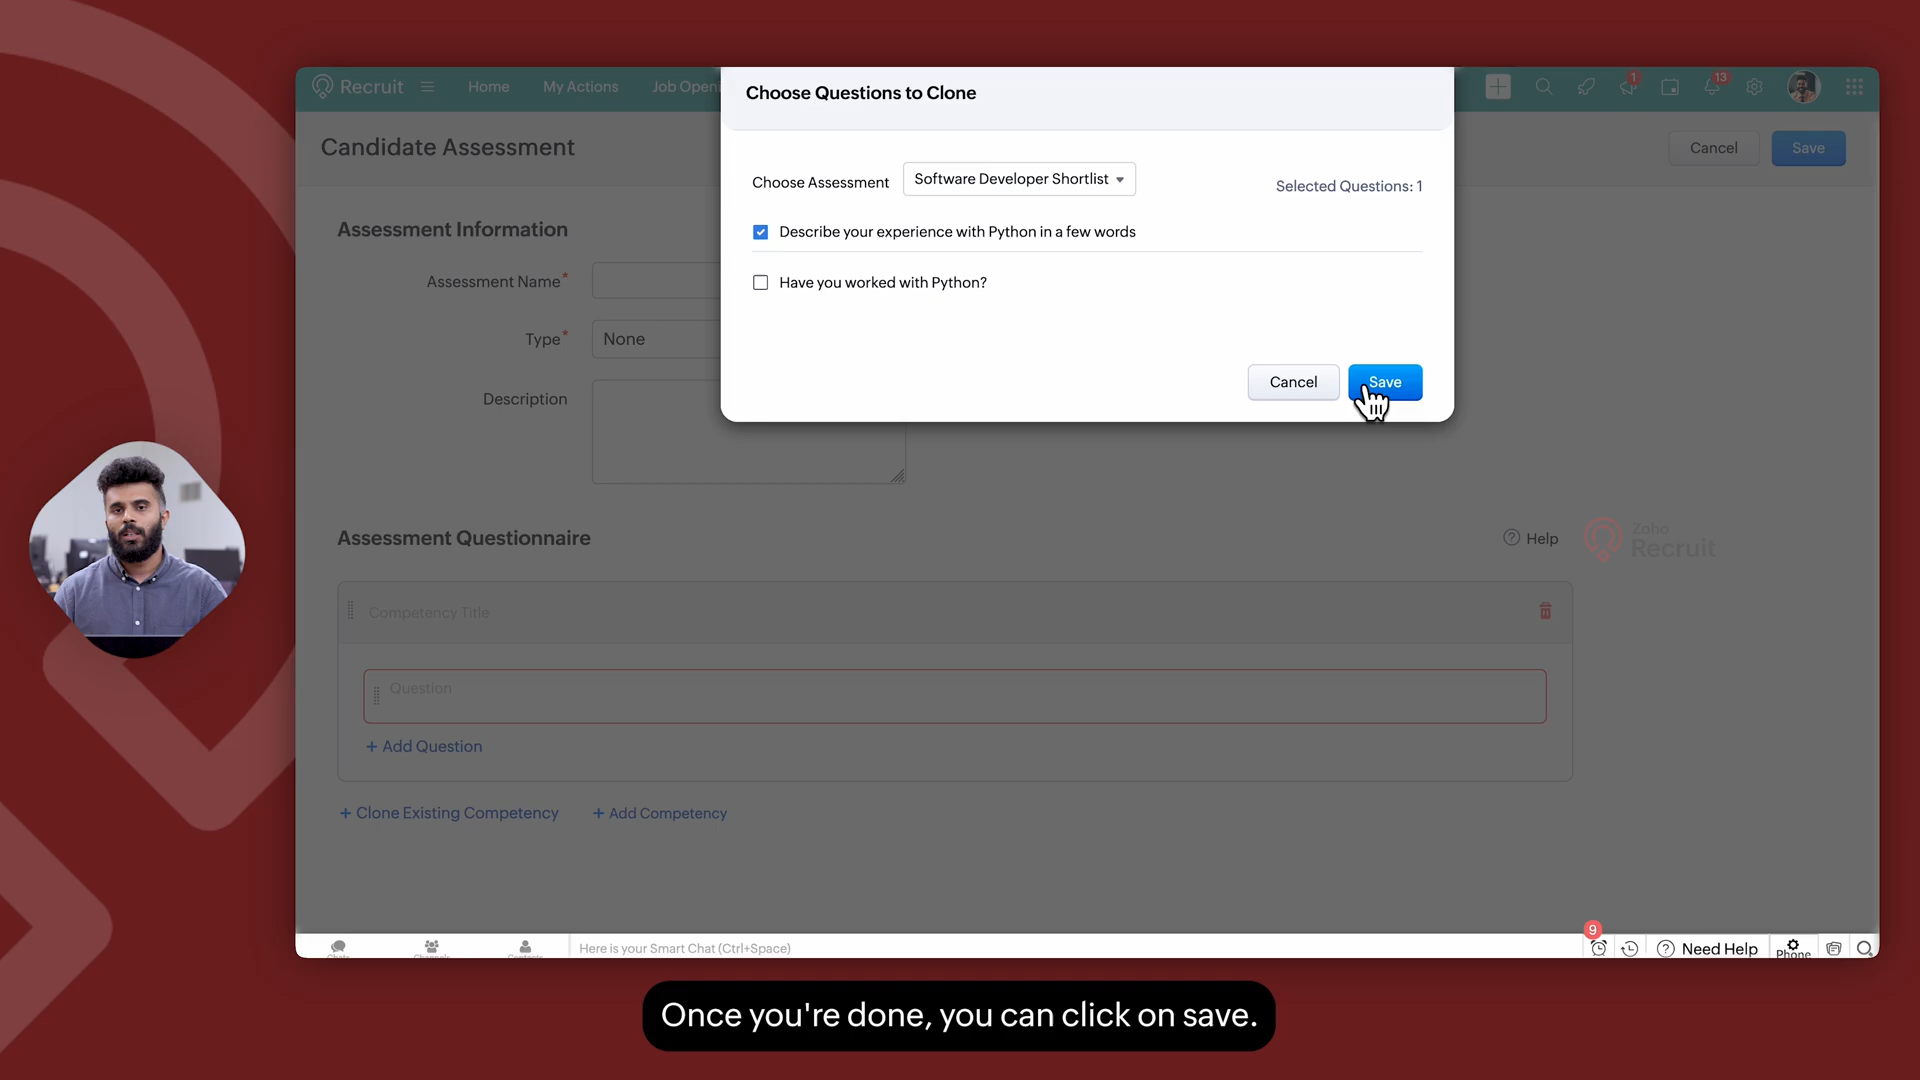 Recruit
Home
My Actions
Job Openi
1
13
Choose Questions to Clone
Candidate Assessment
Cancel
Save
Choose Assessment
Software Developer Shortlist
Selected Questions: 1
Describe your experience with Python in a few words
Have you worked with Python?
Cancel
Save
Assessment Information
Assessment Name*
Type*
None
Description
Assessment Questionnaire
Help
Zoho
Recruit
Competency Title
Question
+ Add Question
+ Clone Existing Competency
+ Add Competency
Chats
Channels
Contacts
Here is your Smart Chat (Ctrl+Space)
9
Need Help
Phone
Once you're done, you can click on save.